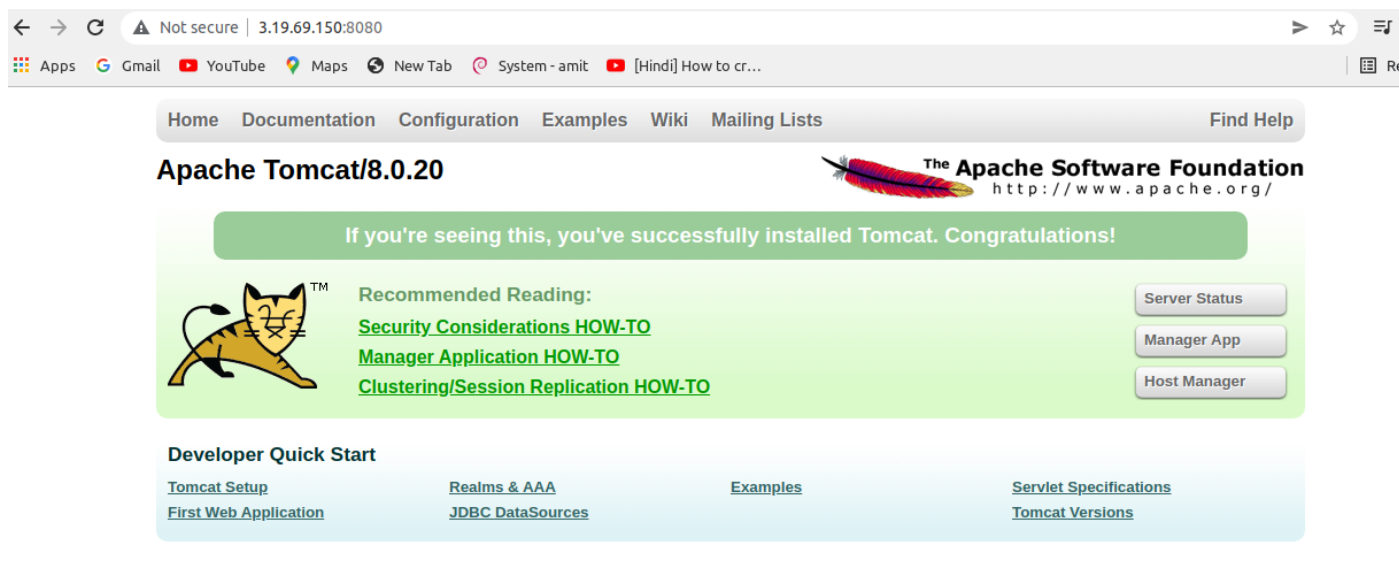 Not secure | 3.19.69.150:8080
Apps Gmail YouTube Maps New Tab System - amit [Hindi] How to cr... Re
Home Documentation Configuration Examples Wiki Mailing Lists Find Help
Apache Tomcat/8.0.20
The Apache Software Foundation
http://www.apache.org/
If you're seeing this, you've successfully installed Tomcat. Congratulations!
TM
Recommended Reading:
Security Considerations HOW-TO
Manager Application HOW-TO
Clustering/Session Replication HOW-TO
Server Status
Manager App
Host Manager
Developer Quick Start
Tomcat Setup Realms & AAA Examples Servlet Specifications
First Web Application JDBC DataSources Tomcat Versions